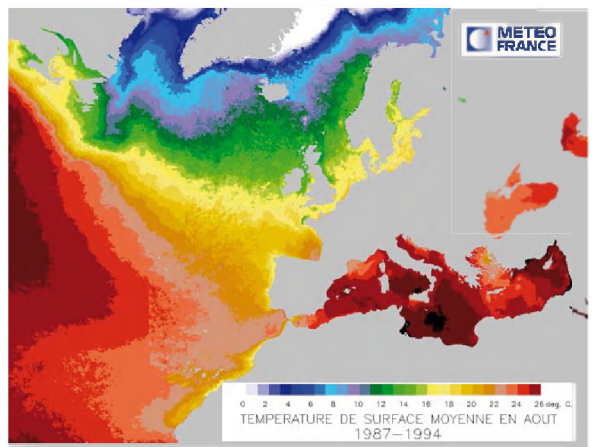 METEO
FRANCE
0 2 4 6 8 10 12 14 16 18 20 22 24 26 deg. C.
TEMPERATURE DE SURFACE MOYENNE EN AOUT
1987-1994